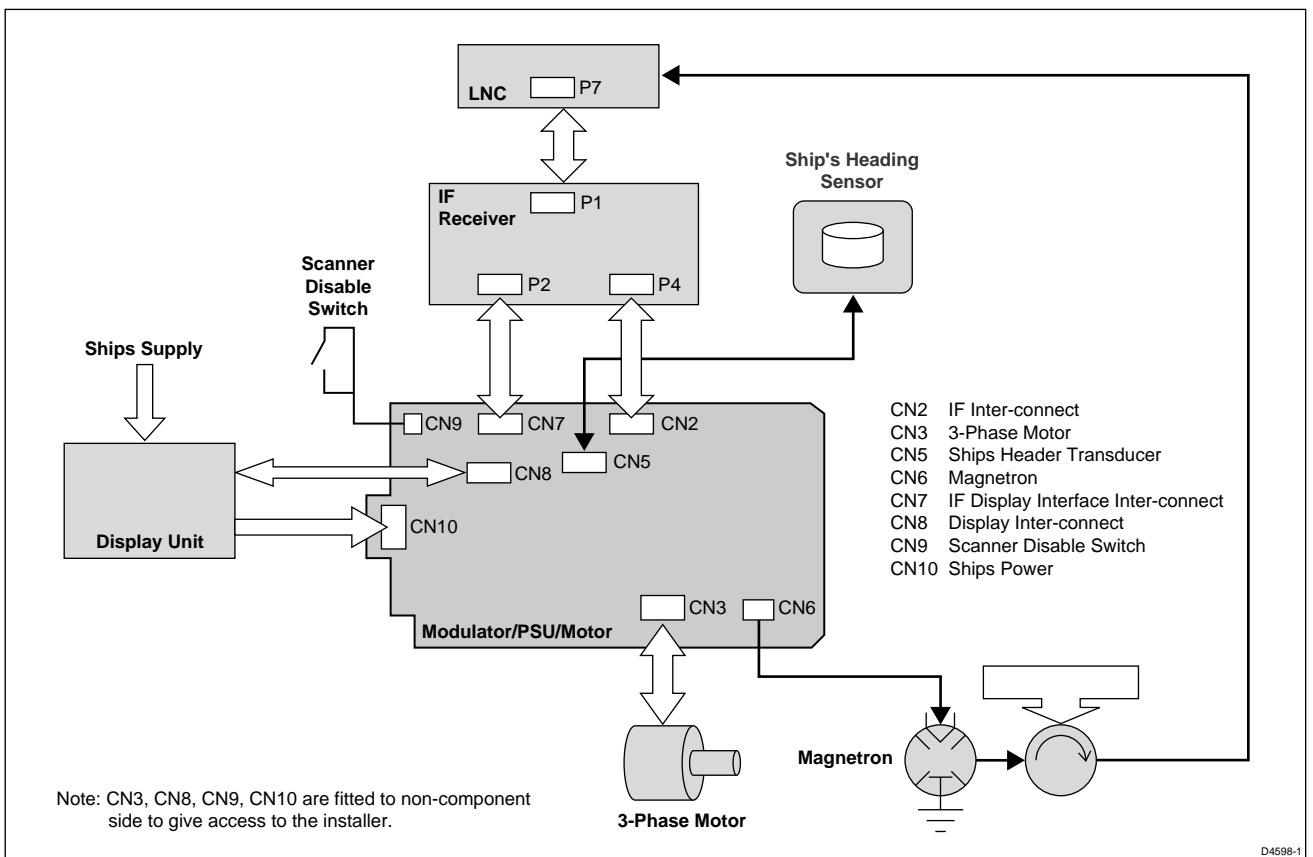 LNC
P7
IF
Receiver
P1
P2
P4
Ship's Heading
Sensor
Scanner
Disable
Switch
Ships Supply
Display Unit
CN9
CN7
CN2
CN8
CN5
CN10
CN3
CN6
Modulator/PSU/Motor
CN2 IF Inter-connect
CN3 3-Phase Motor
CN5 Ships Header Transducer
CN6 Magnetron
CN7 IF Display Interface Inter-connect
CN8 Display Inter-connect
CN9 Scanner Disable Switch
CN10 Ships Power
Magnetron
3-Phase Motor
Note: CN3, CN8, CN9, CN10 are fitted to non-component
side to give access to the installer.
D4598-1